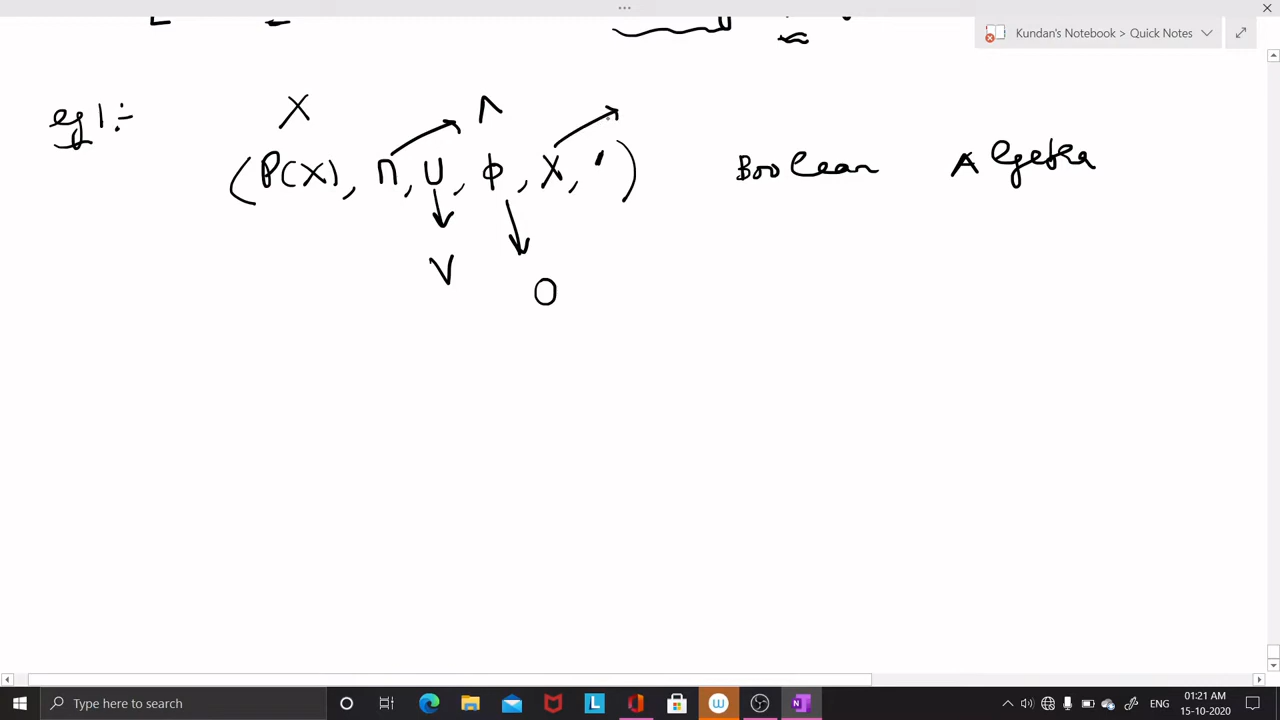 Kundan's Notebook > Quick Notes
eg 1 :-
X
∧
(P(X), ∩, ∪, ϕ, X, ')
Boolean Algebra
∨
0
Type here to search
ENG
01:21 AM
15-10-2020